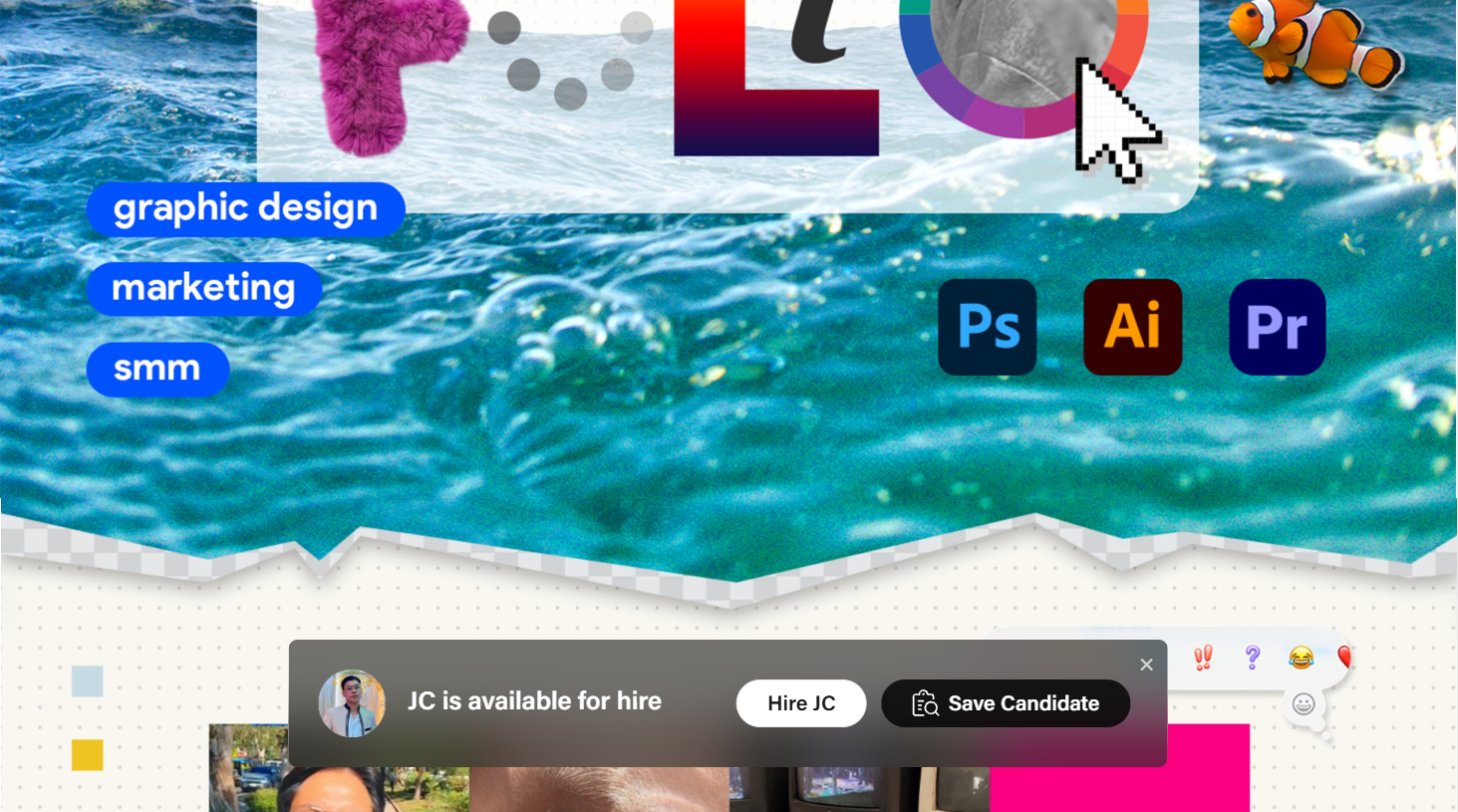 L i
graphic design
marketing
smm
Ps Ai Pr
‼ ?
JC is available for hire
Hire JC
Save Candidate